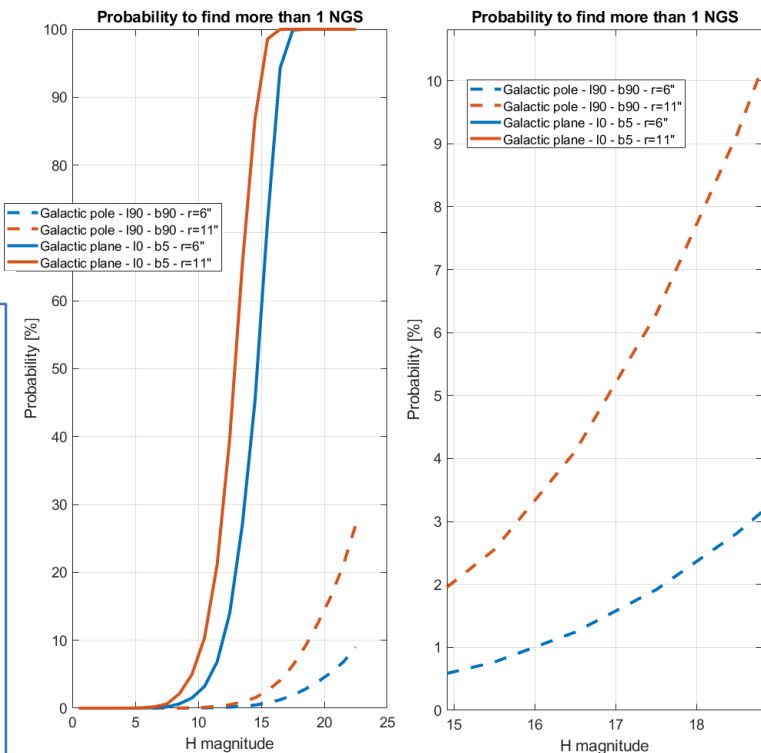 Probability to find more than 1 NGS
100
90
80
60
50
40
30
20
10
0
Probability [%]
Galactic pole - l90 - b90 - r=6"
Galactic pole - l90 - b90 - r=11"
Galactic plane - l0 - b5 - r=6"
Galactic plane - l0 - b5 - r=11"
0 5 10 15 20 25
H magnitude
Probability to find more than 1 NGS
10
9
8
7
6
5
4
3
2
1
0
Probability [%]
Galactic pole - l90 - b90 - r=6"
Galactic pole - l90 - b90 - r=11"
Galactic plane - l0 - b5 - r=6"
Galactic plane - l0 - b5 - r=11"
15 16 17 18
H magnitude